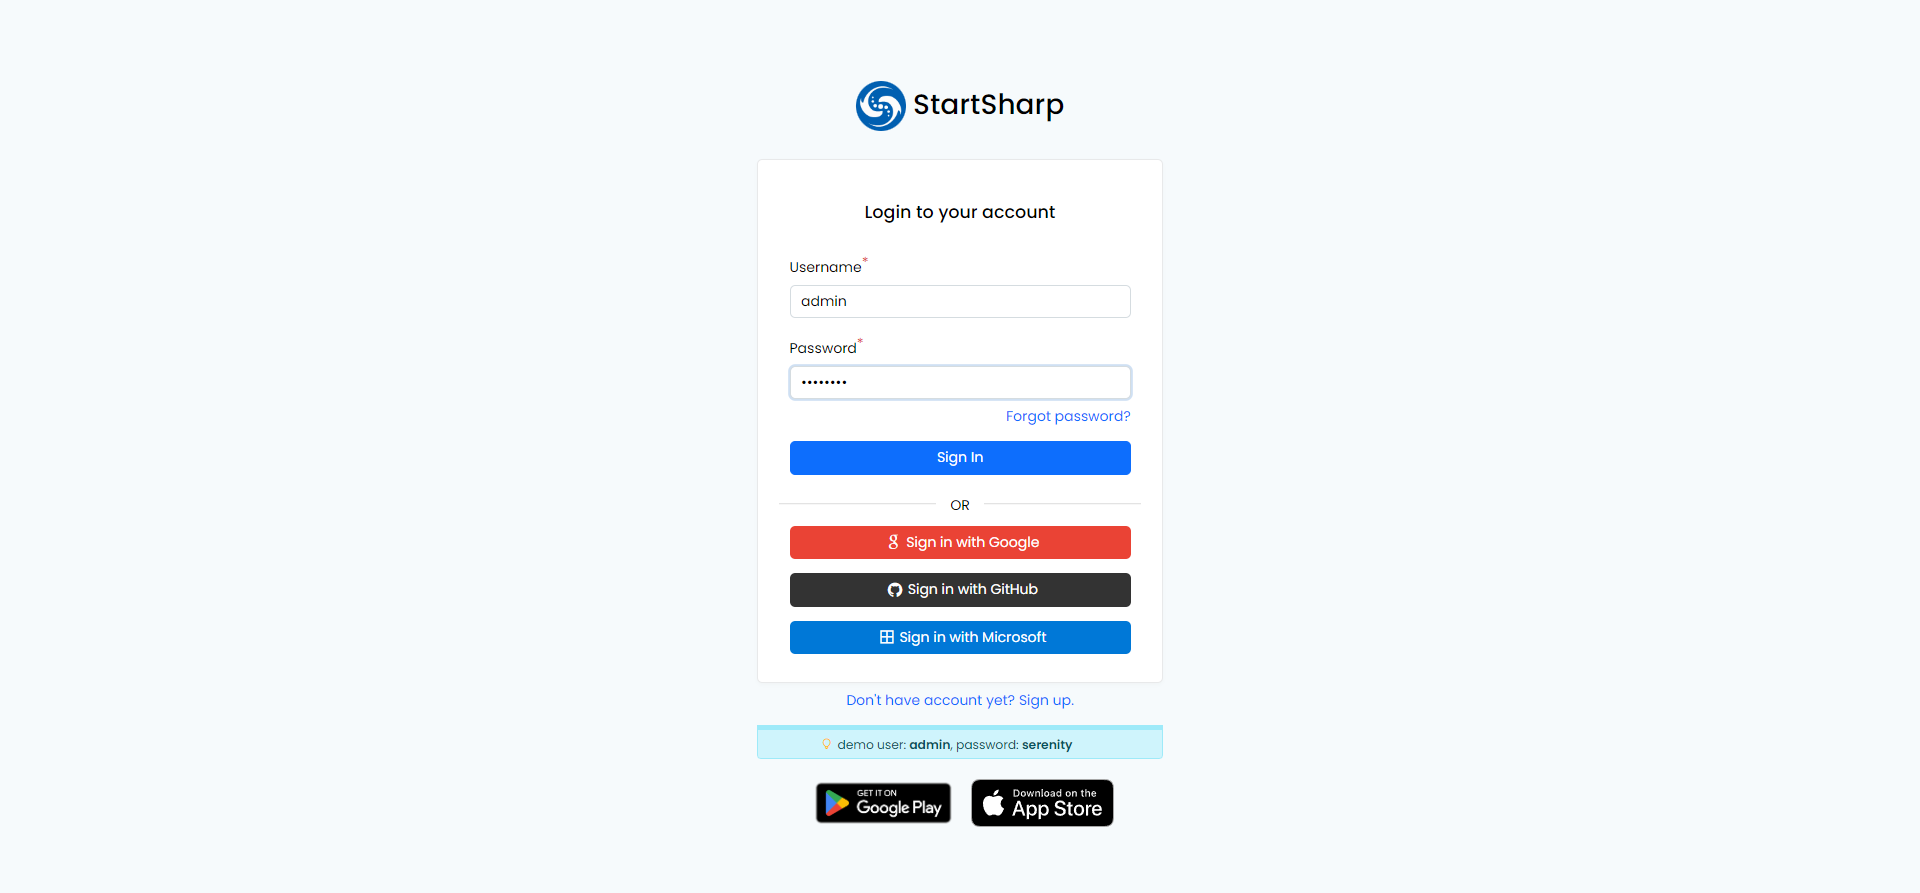 StartSharp
Login to your account
Username*
admin
Password*
••••••••
Forgot password?
Sign In
OR
Sign in with Google
Sign in with GitHub
Sign in with Microsoft
Don't have account yet? Sign up.
demo user: admin, password: serenity
GET IT ON
Google Play
Download on the
App Store